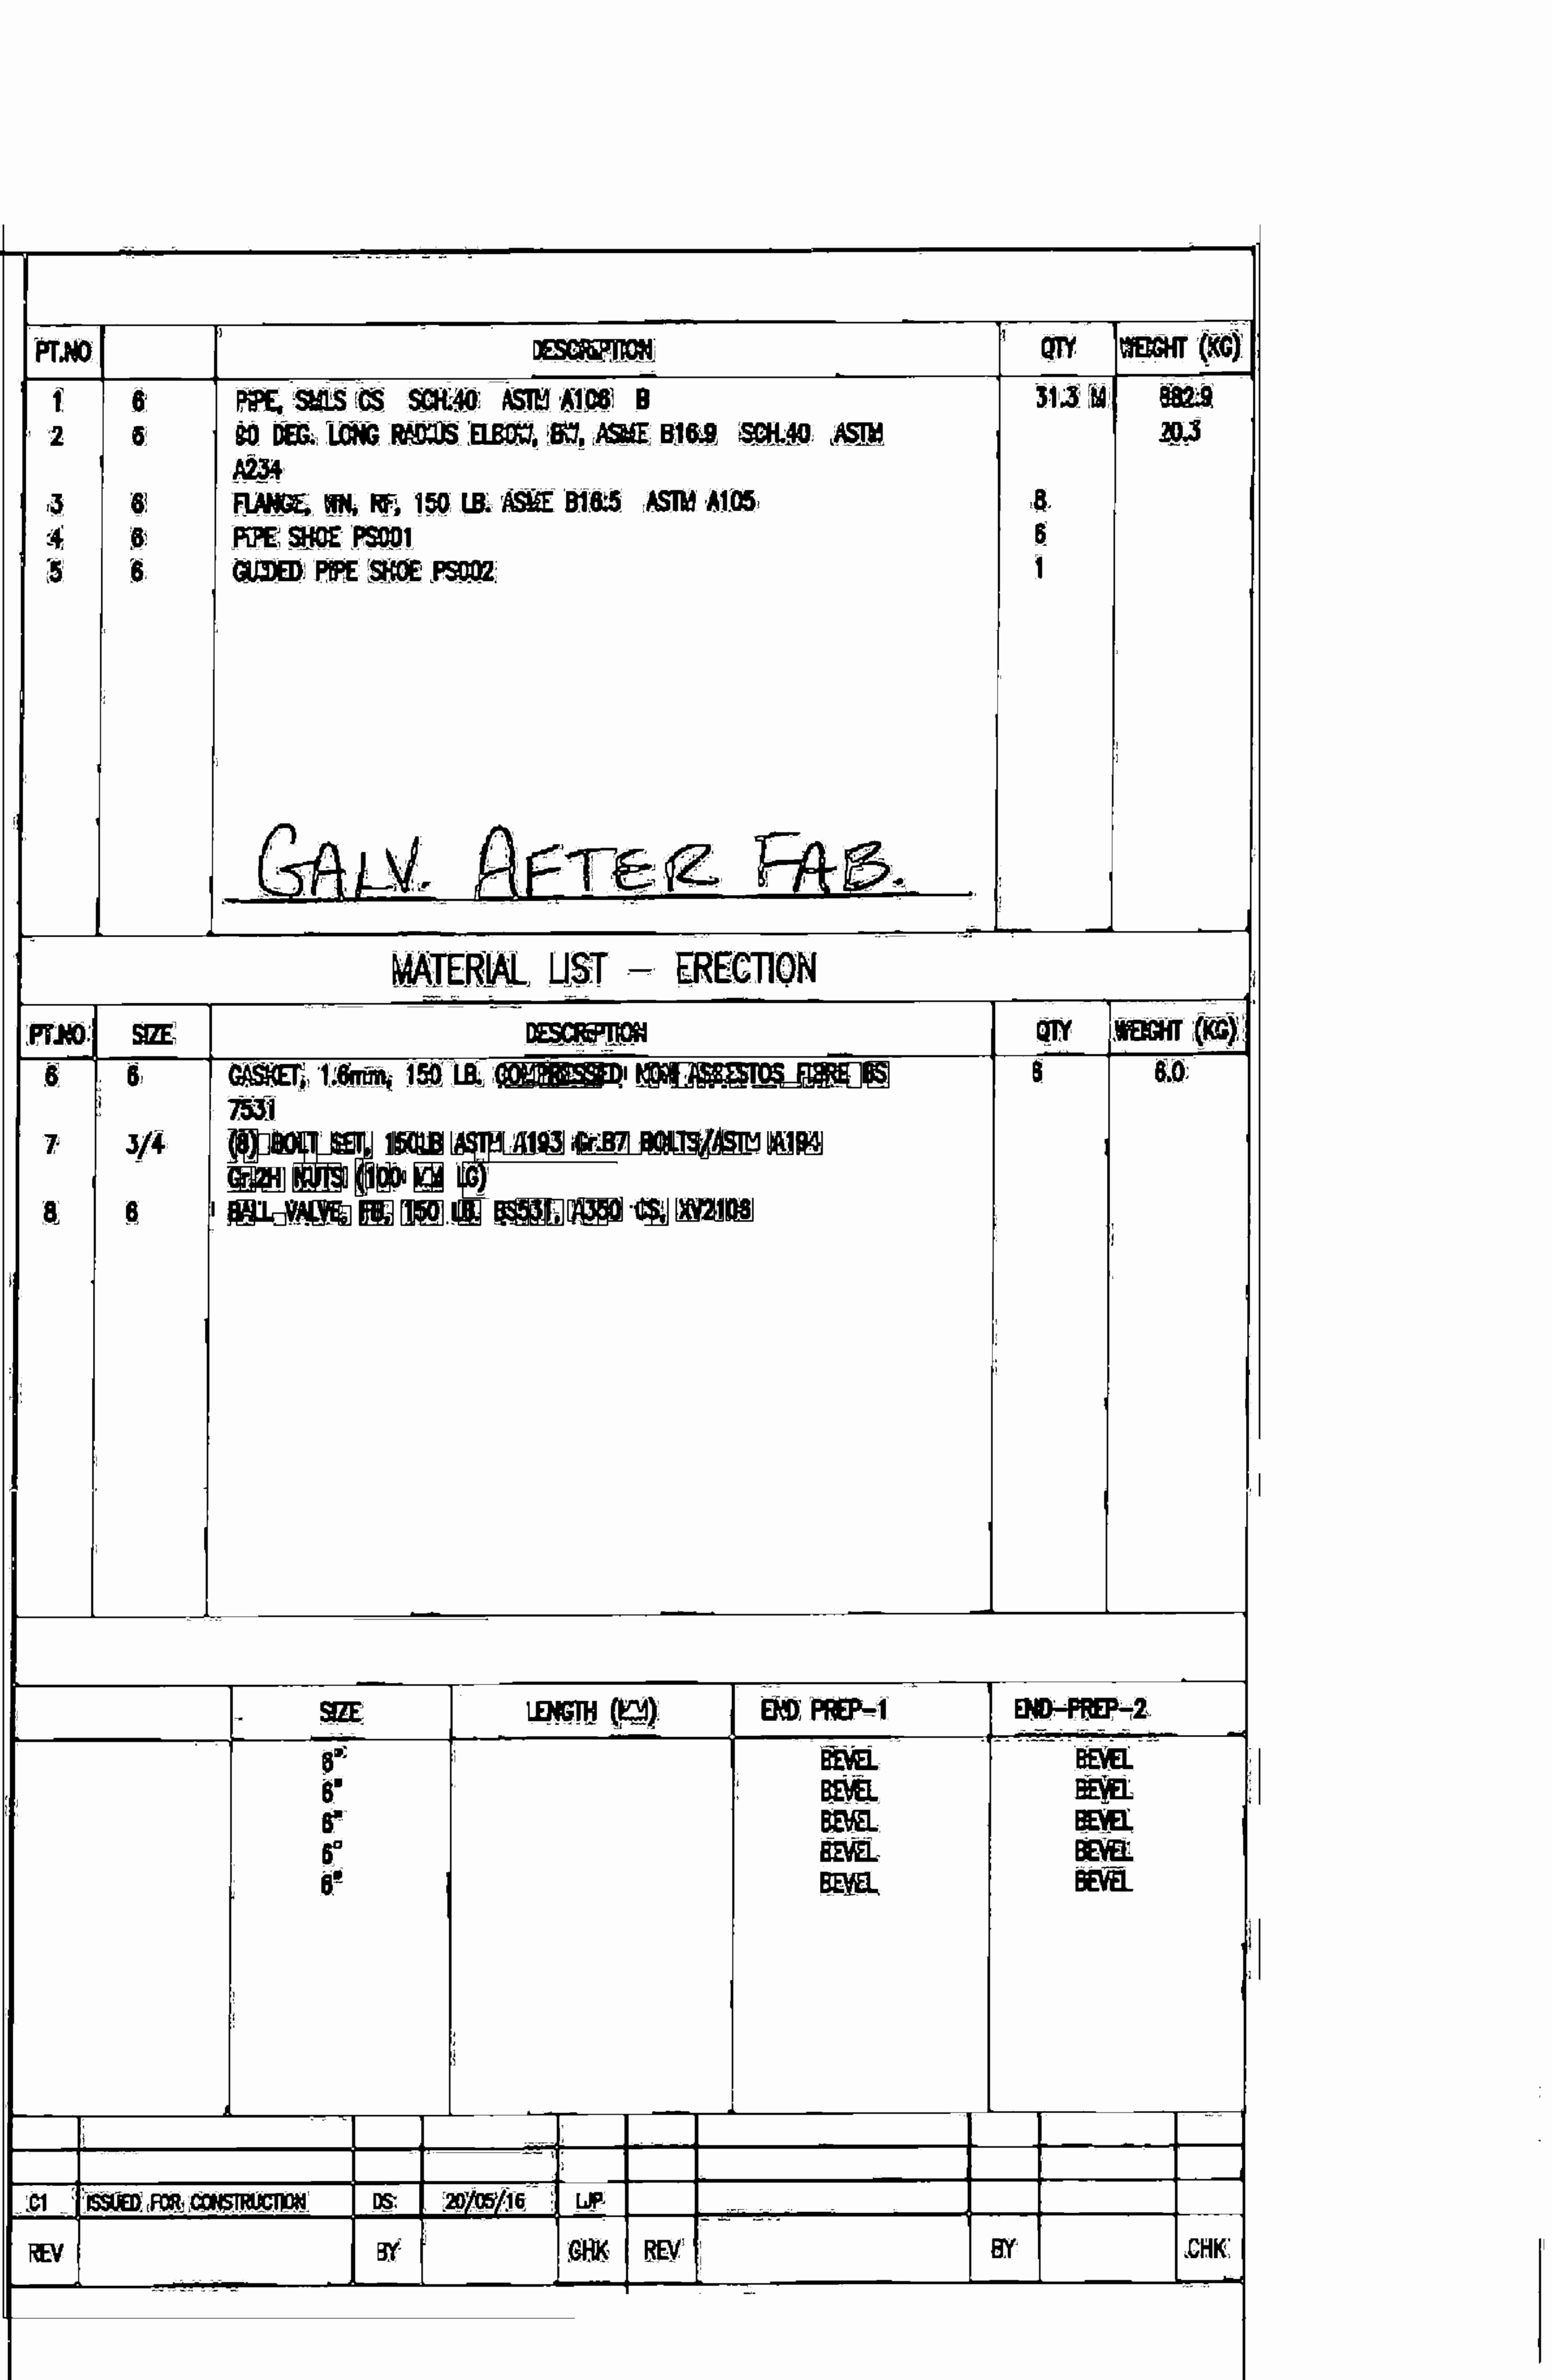 PT.NO DESCRIPTION QTY WEIGHT (KG)
1 6 PIPE, SMLS CS SCH.40 ASTM A106 B 31.3 M 882.9
2 6 90 DEG. LONG RADIUS ELBOW, BW, ASME B16.9 SCH.40 ASTM 20.3
A234
3 6 FLANGE, WN, RF, 150 LB. ASME B16.5 ASTM A105 8
4 6 PIPE SHOE PS001 6
5 6 GUIDED PIPE SHOE PS002 1
GALV. AFTER FAB.
MATERIAL LIST - ERECTION
PT.NO. SIZE DESCRIPTION QTY WEIGHT (KG)
6 6 GASKET, 1.6mm, 150 LB. COMPRESSED NON ASBESTOS FIBRE BS 6 6.0
7531
7 3/4 (8) BOLT SET, 150LB ASTM A193 Gr.B7 BOLTS/ASTM A194
Gr.2H NUTS (100 MM LG)
8 6 BALL VALVE, FB, 150 LB. A350 CS, XV2108
SIZE LENGTH (MM) END PREP-1 END-PREP-2
6" BEVEL BEVEL
6" BEVEL BEVEL
6" BEVEL BEVEL
6" BEVEL BEVEL
6" BEVEL BEVEL
C1 ISSUED FOR CONSTRUCTION DS 20/05/16 LJP
REV BY CHK REV BY CHK